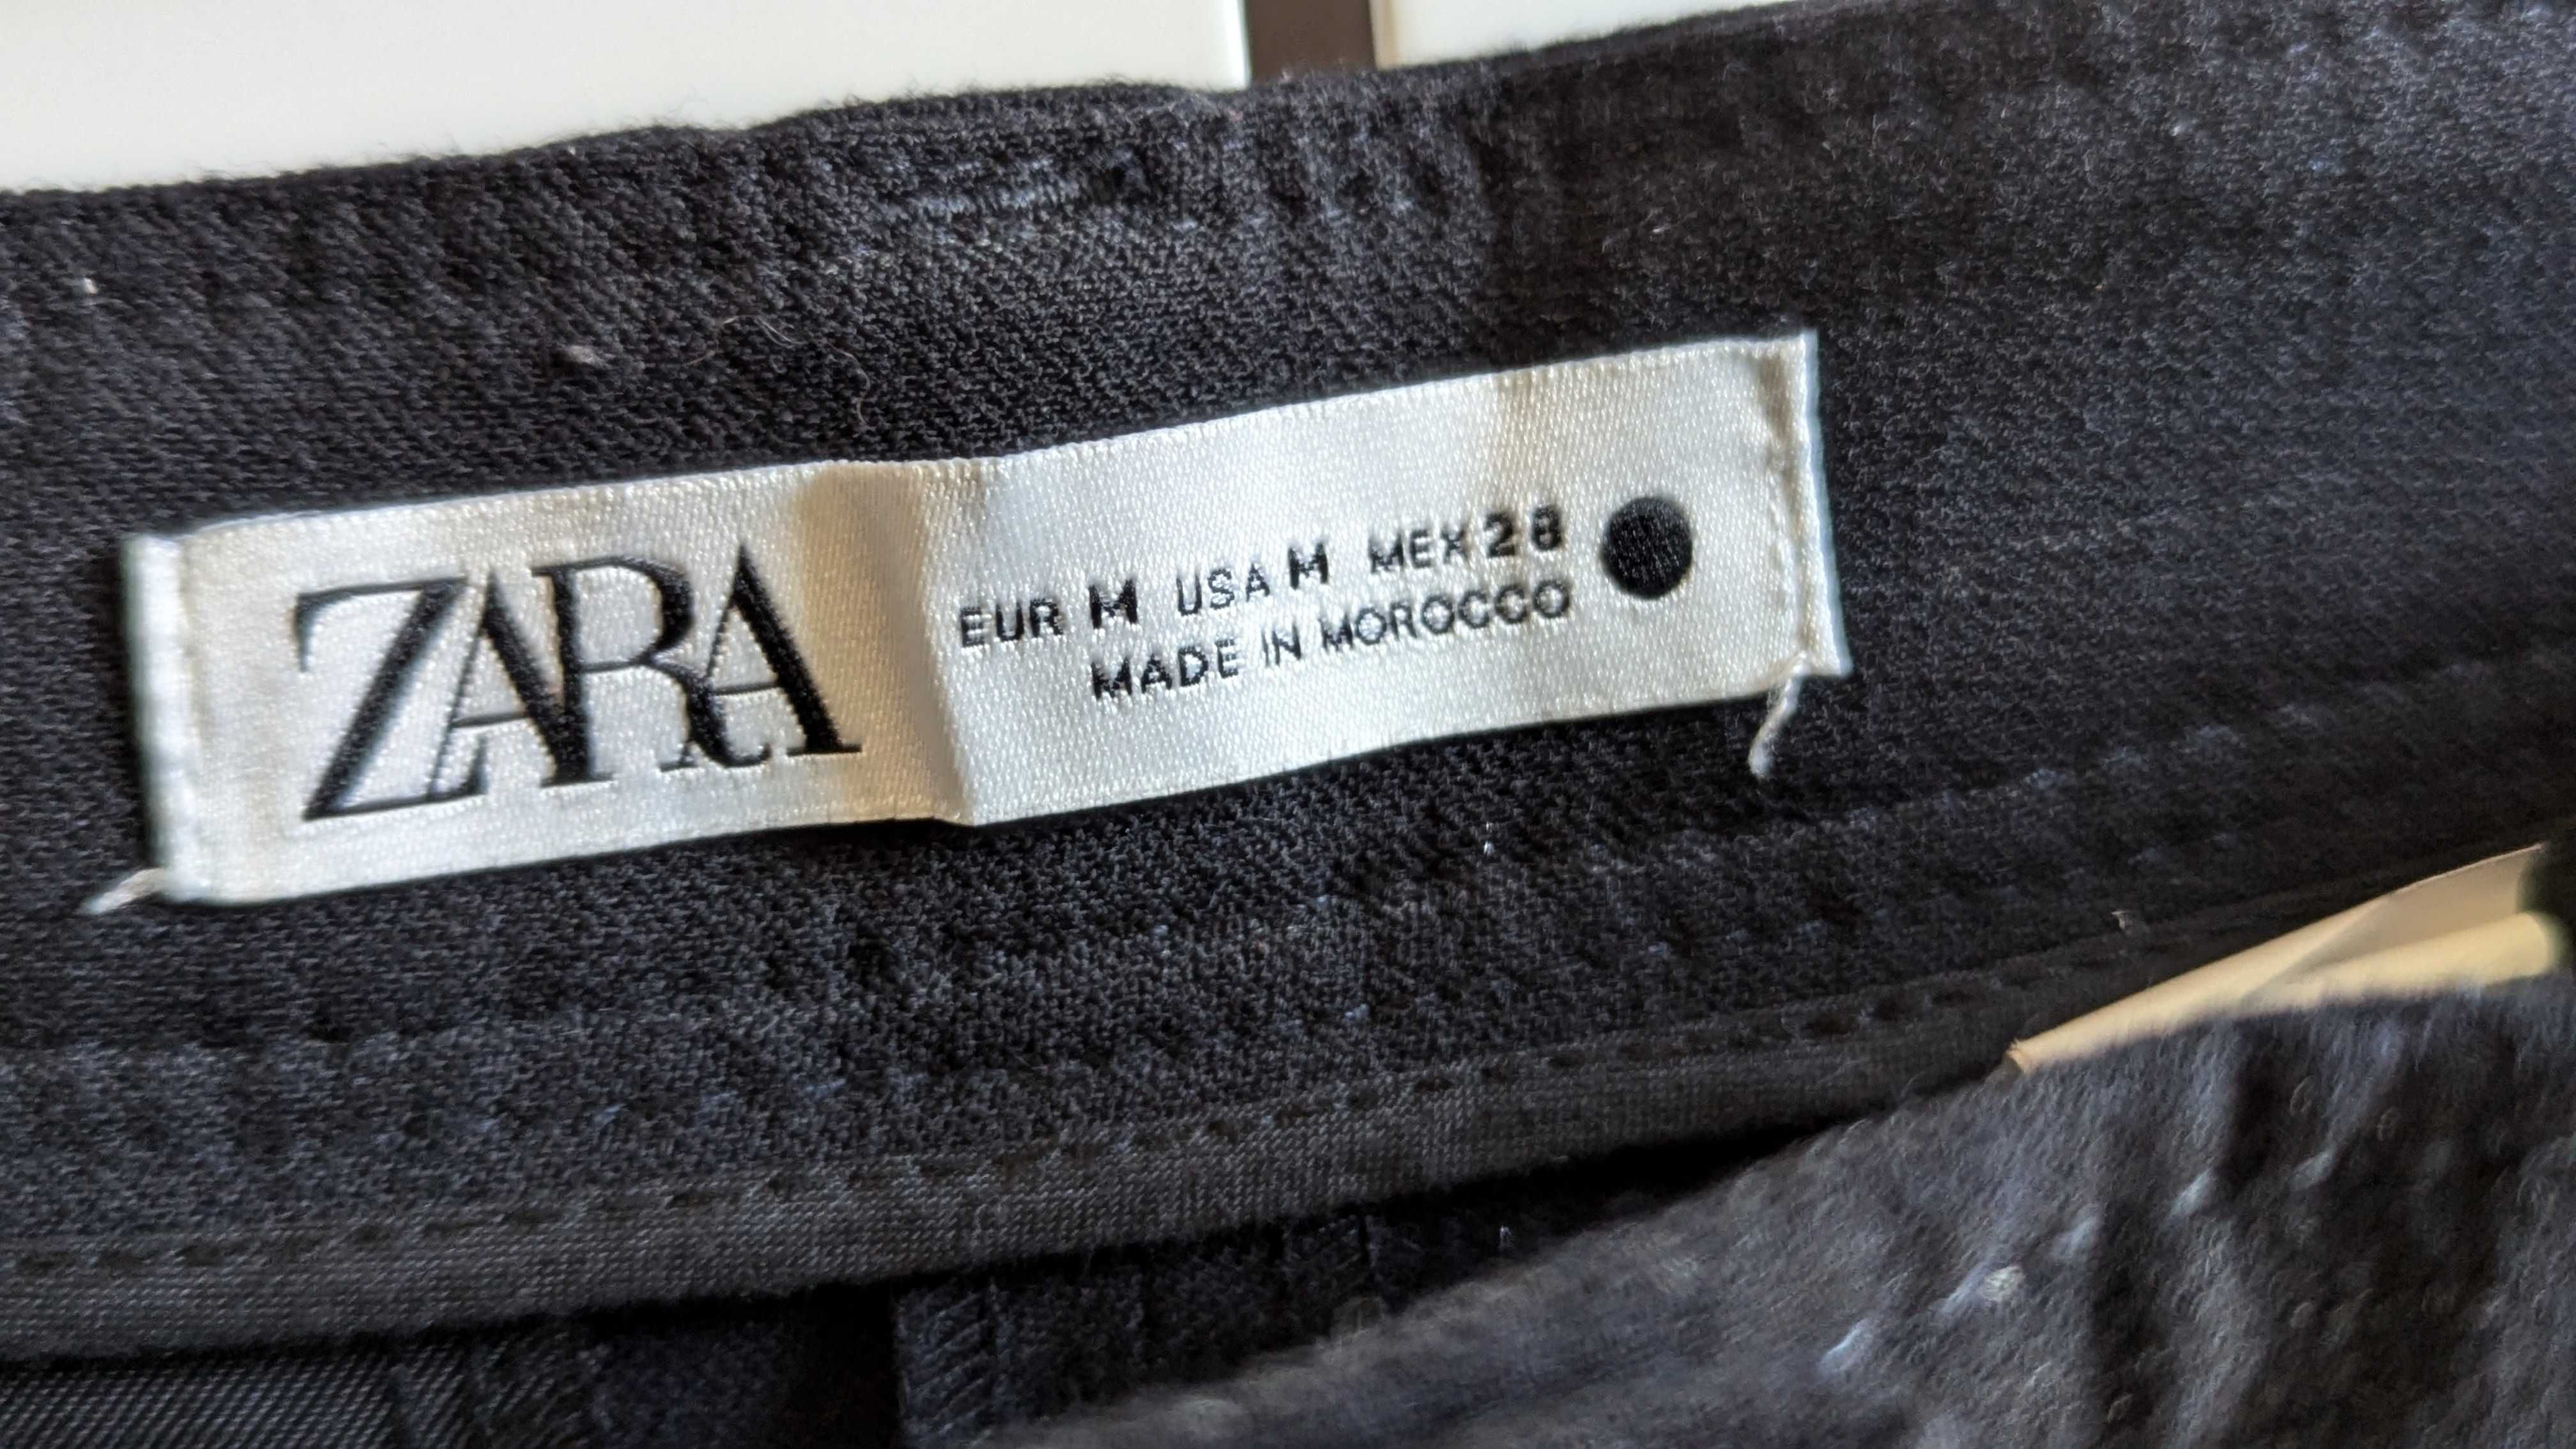 ZARA
EUR M USA M MEX 28
MADE IN MOROCCO